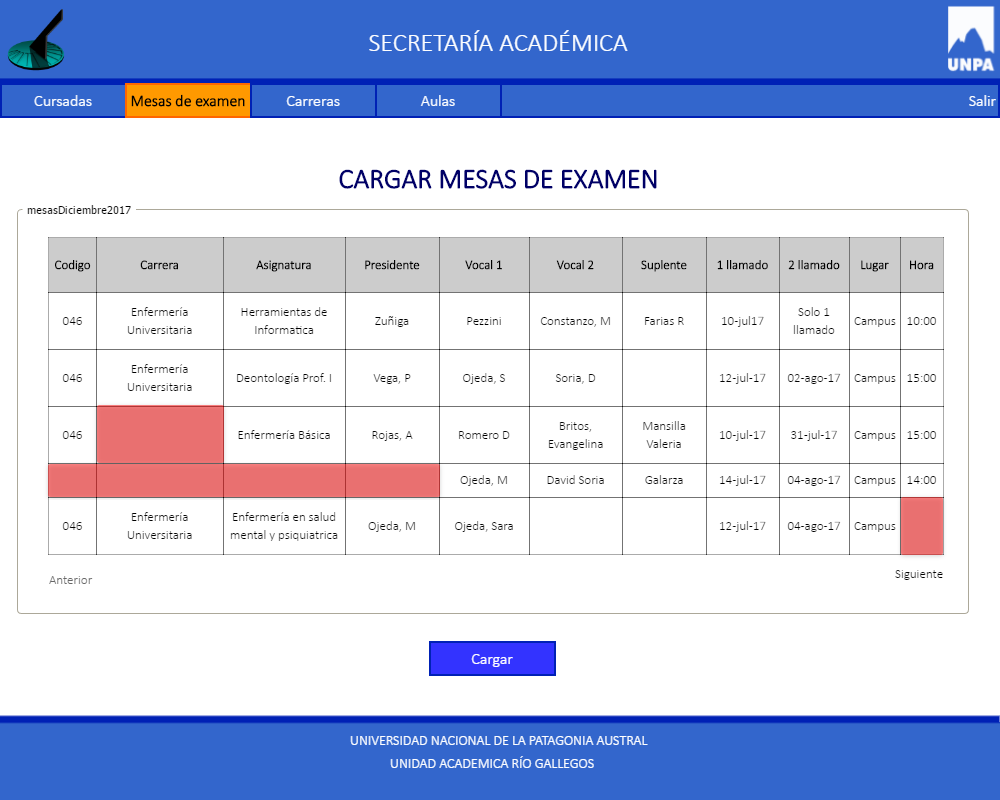 SECRETARÍA ACADÉMICA
UNPA
Cursadas Mesas de examen Carreras Aulas Salir
CARGAR MESAS DE EXAMEN
mesasDiciembre2017
Codigo Carrera Asignatura Presidente Vocal 1 Vocal 2 Suplente 1 llamado 2 llamado Lugar Hora
046 Enfermería Universitaria Herramientas de Informatica Zuñiga Pezzini Constanzo, M Farias R 10-jul17 Solo 1 llamado Campus 10:00
046 Enfermería Universitaria Deontología Prof. I Vega, P Ojeda, S Soria, D 12-jul-17 02-ago-17 Campus 15:00
046 Enfermería Básica Rojas, A Romero D Britos, Evangelina Mansilla Valeria 10-jul-17 31-jul-17 Campus 15:00
Ojeda, M David Soria Galarza 14-jul-17 04-ago-17 Campus 14:00
046 Enfermería Universitaria Enfermería en salud mental y psiquiatrica Ojeda, M Ojeda, Sara 12-jul-17 04-ago-17 Campus
Anterior Siguiente
Cargar
UNIVERSIDAD NACIONAL DE LA PATAGONIA AUSTRAL
UNIDAD ACADEMICA RÍO GALLEGOS